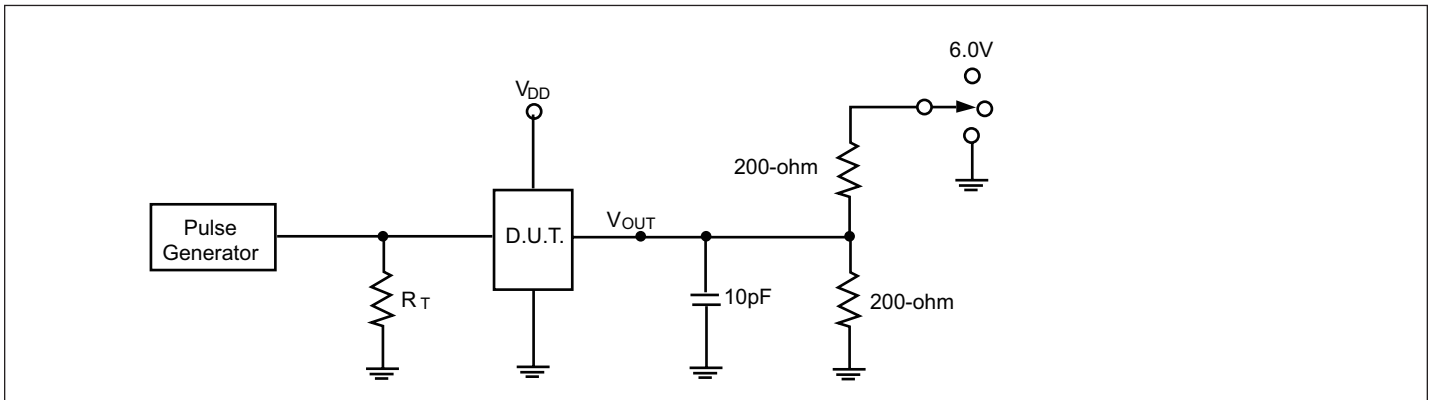 6.0V
VDD
200-ohm
Pulse
Generator
D.U.T.
VOUT
RT
10pF
200-ohm